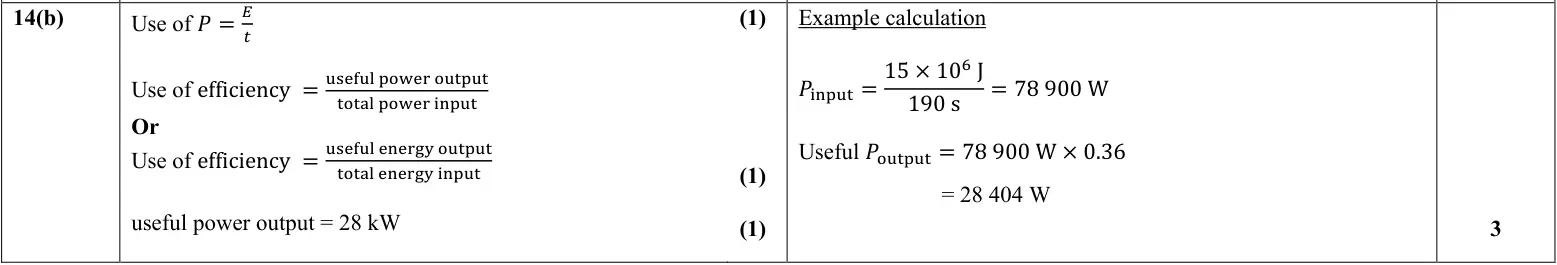 14(b) Use of P = E/t (1) Example calculation
P_input = 15 × 10⁶ J / 190 s = 78 900 W
Use of efficiency = useful power output / total power input
Or
Use of efficiency = useful energy output / total energy input (1)
Useful P_output = 78 900 W × 0.36
= 28 404 W
useful power output = 28 kW (1) 3